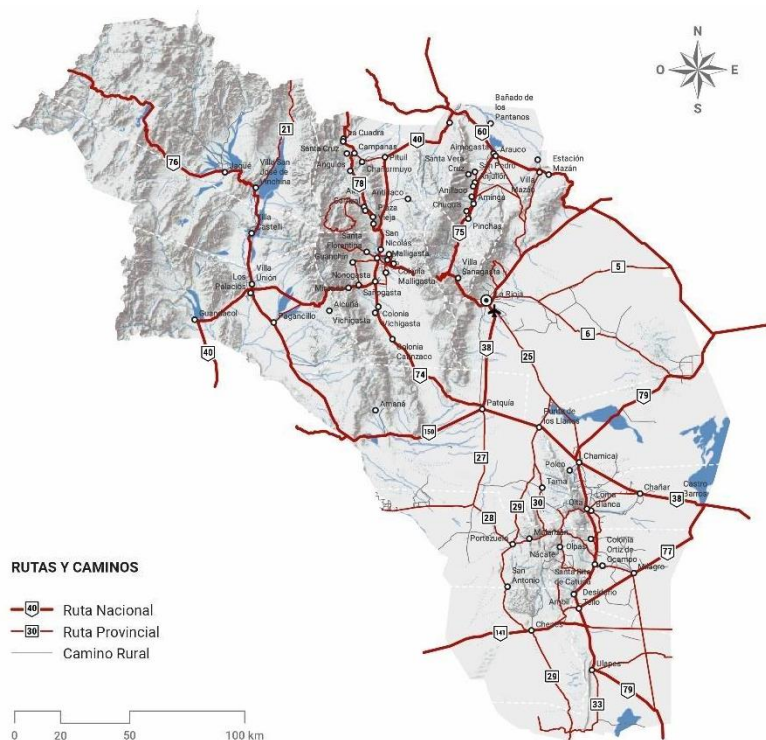 N
O
E
S
Bañado de
los
Pantanos
60
40
21
76
La Cuadra
Santa Cruz
Campanas
Angulos
Pituil
Chañarmuyo
78
Antinaco
Plaza
Vieja
Almogasta
Arauco
Estación
Mazán
Santa Vera
Cruz
San Pedro
Anjullón
Villa
Mazán
Anillaco
Aminga
Chuquis
Pinchas
75
Jagüé
Villa San
José de
Vinchina
Villa
Castelli
Santa
Florentina
San
Nicolás
Guanchín
Malligasta
Colonia
Malligasta
Villa
Sanagasta
5
Villa
Unión
Los
Palacios
Nonogasta
Miranda
Sañogasta
La Rioja
Guandacol
Pagancillo
Aicuña
Vichigasta
Colonia
Vichigasta
6
40
38
25
Colonia
Catinzaco
74
79
Amaná
Patquía
Punta de
los Llanos
150
27
Chamical
Polco
Tama
Chañar
Castro
Barros
29
30
Olta
Loma
Blanca
38
28
Portezuelo
Malanzán
Nácate
Olpas
Colonia
Ortiz de
Ocampo
77
Milagro
San
Antonio
Santa Rita
de Catuna
Ambil
Desiderio
Tello
141
Chepes
29
Ulapes
79
33
RUTAS Y CAMINOS
40 Ruta Nacional
30 Ruta Provincial
Camino Rural
0 20 50 100 km